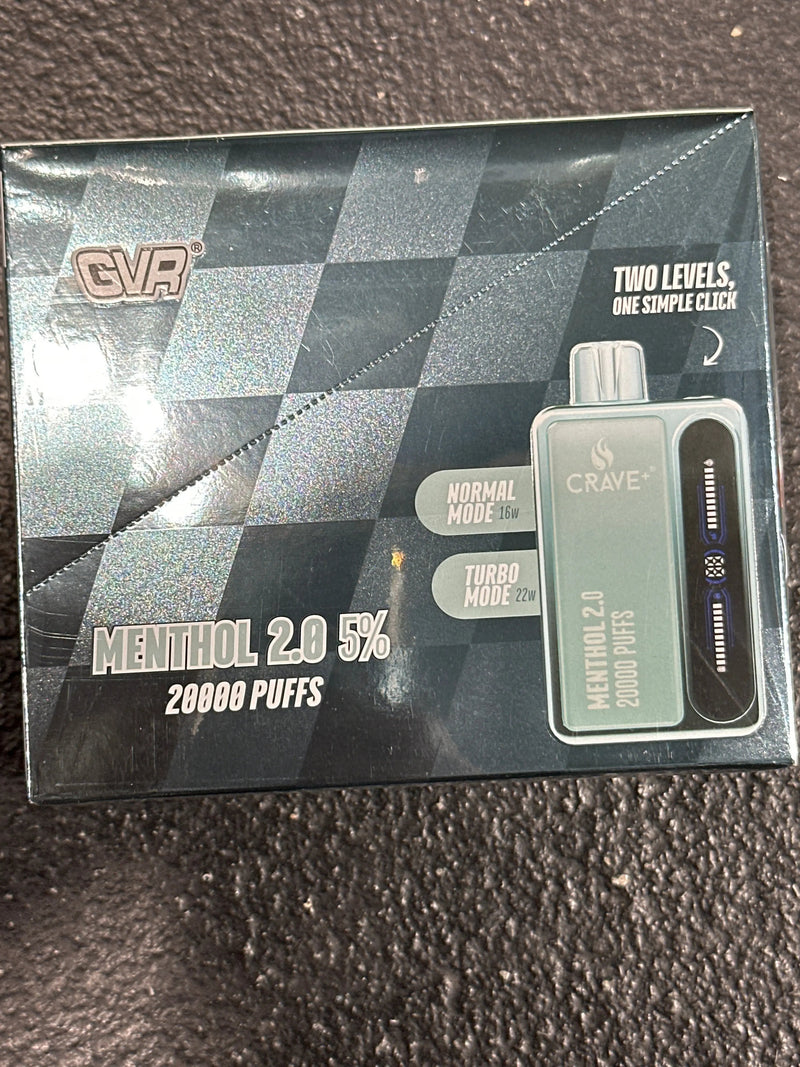 GVR®
TWO LEVELS,
ONE SIMPLE CLICK
CRAVE+®
NORMAL
MODE 16w
TURBO
MODE 22w
MENTHOL 2.0
20000 PUFFS
MENTHOL 2.0 5%
20000 PUFFS